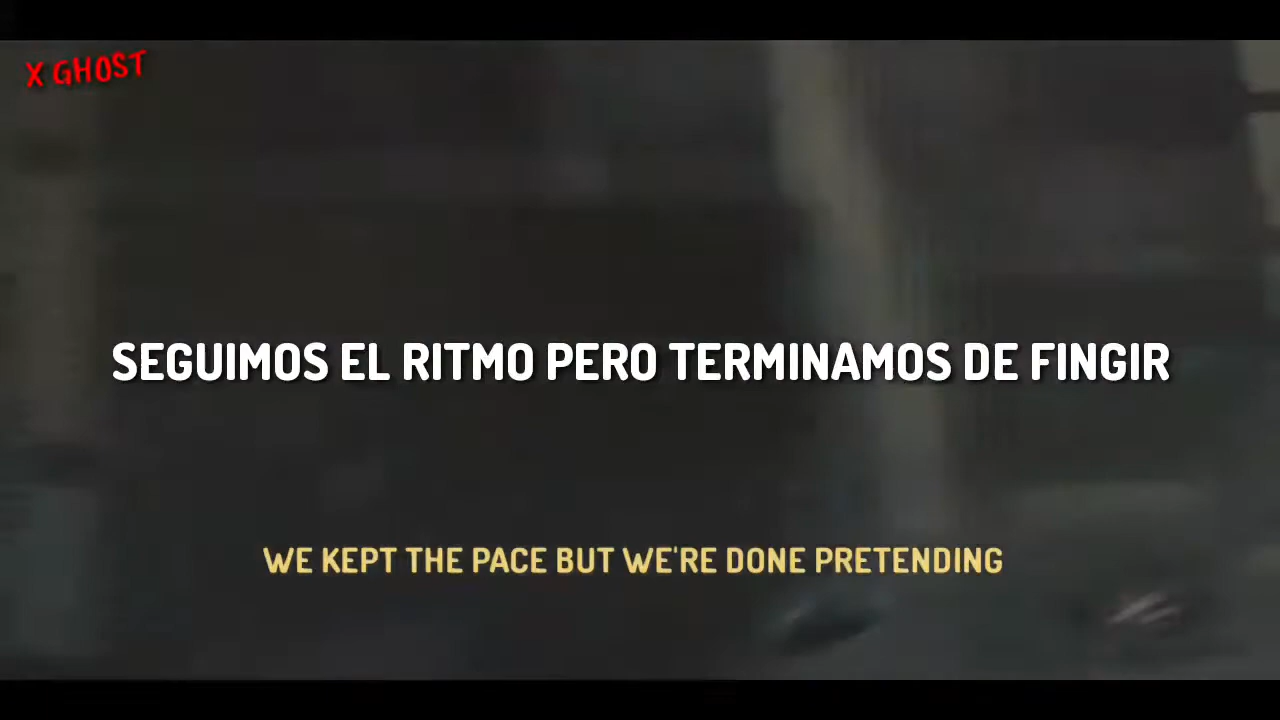 X GHOST
SEGUIMOS EL RITMO PERO TERMINAMOS DE FINGIR
WE KEPT THE PACE BUT WE'RE DONE PRETENDING